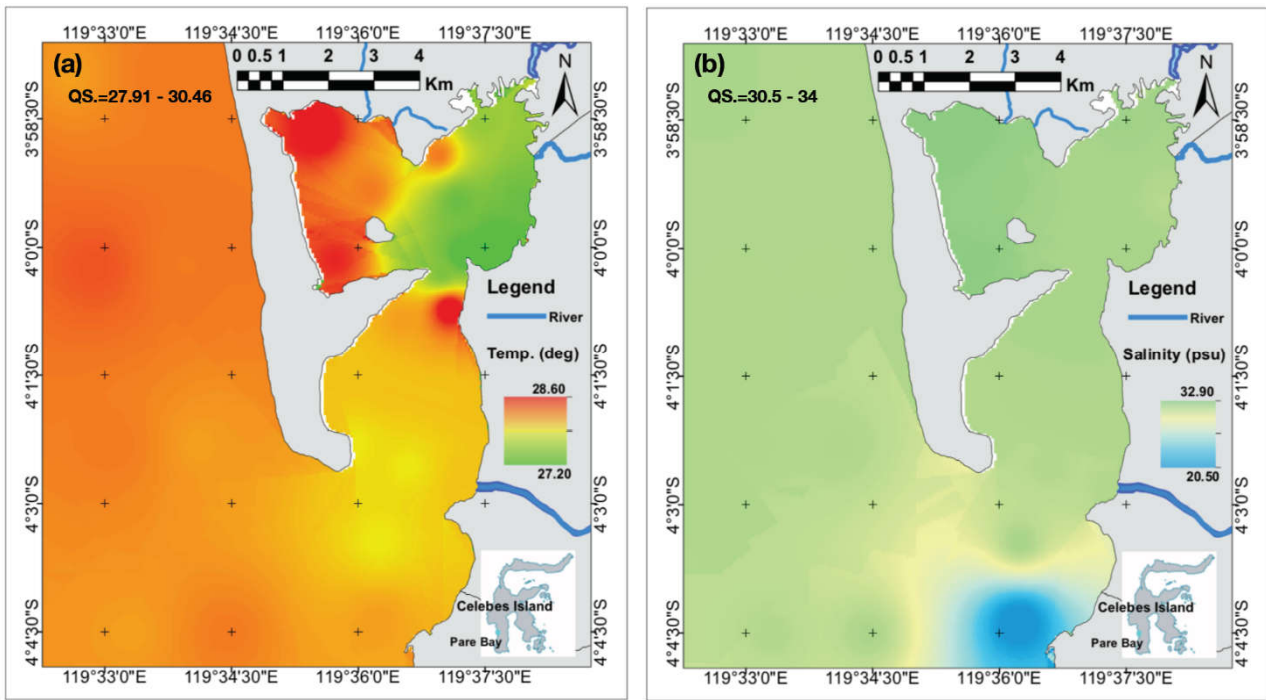 119°33'0"E 119°34'30"E 119°36'0"E 119°37'30"E
(a)
0 0.5 1 2 3 4
Km
N
QS.=27.91 - 30.46
3°58'30"S
3°58'30"S
4°0'0"S
4°0'0"S
Legend
River
Temp. (deg)
28.60
27.20
4°1'30"S
4°1'30"S
4°3'0"S
4°3'0"S
Celebes Island
Pare Bay
4°4'30"S
4°4'30"S
119°33'0"E 119°34'30"E 119°36'0"E 119°37'30"E
119°33'0"E 119°34'30"E 119°36'0"E 119°37'30"E
(b)
0 0.5 1 2 3 4
Km
N
QS.=30.5 - 34
3°58'30"S
3°58'30"S
4°0'0"S
4°0'0"S
Legend
River
Salinity (psu)
32.90
20.50
4°1'30"S
4°1'30"S
4°3'0"S
4°3'0"S
Celebes Island
Pare Bay
4°4'30"S
4°4'30"S
119°33'0"E 119°34'30"E 119°36'0"E 119°37'30"E